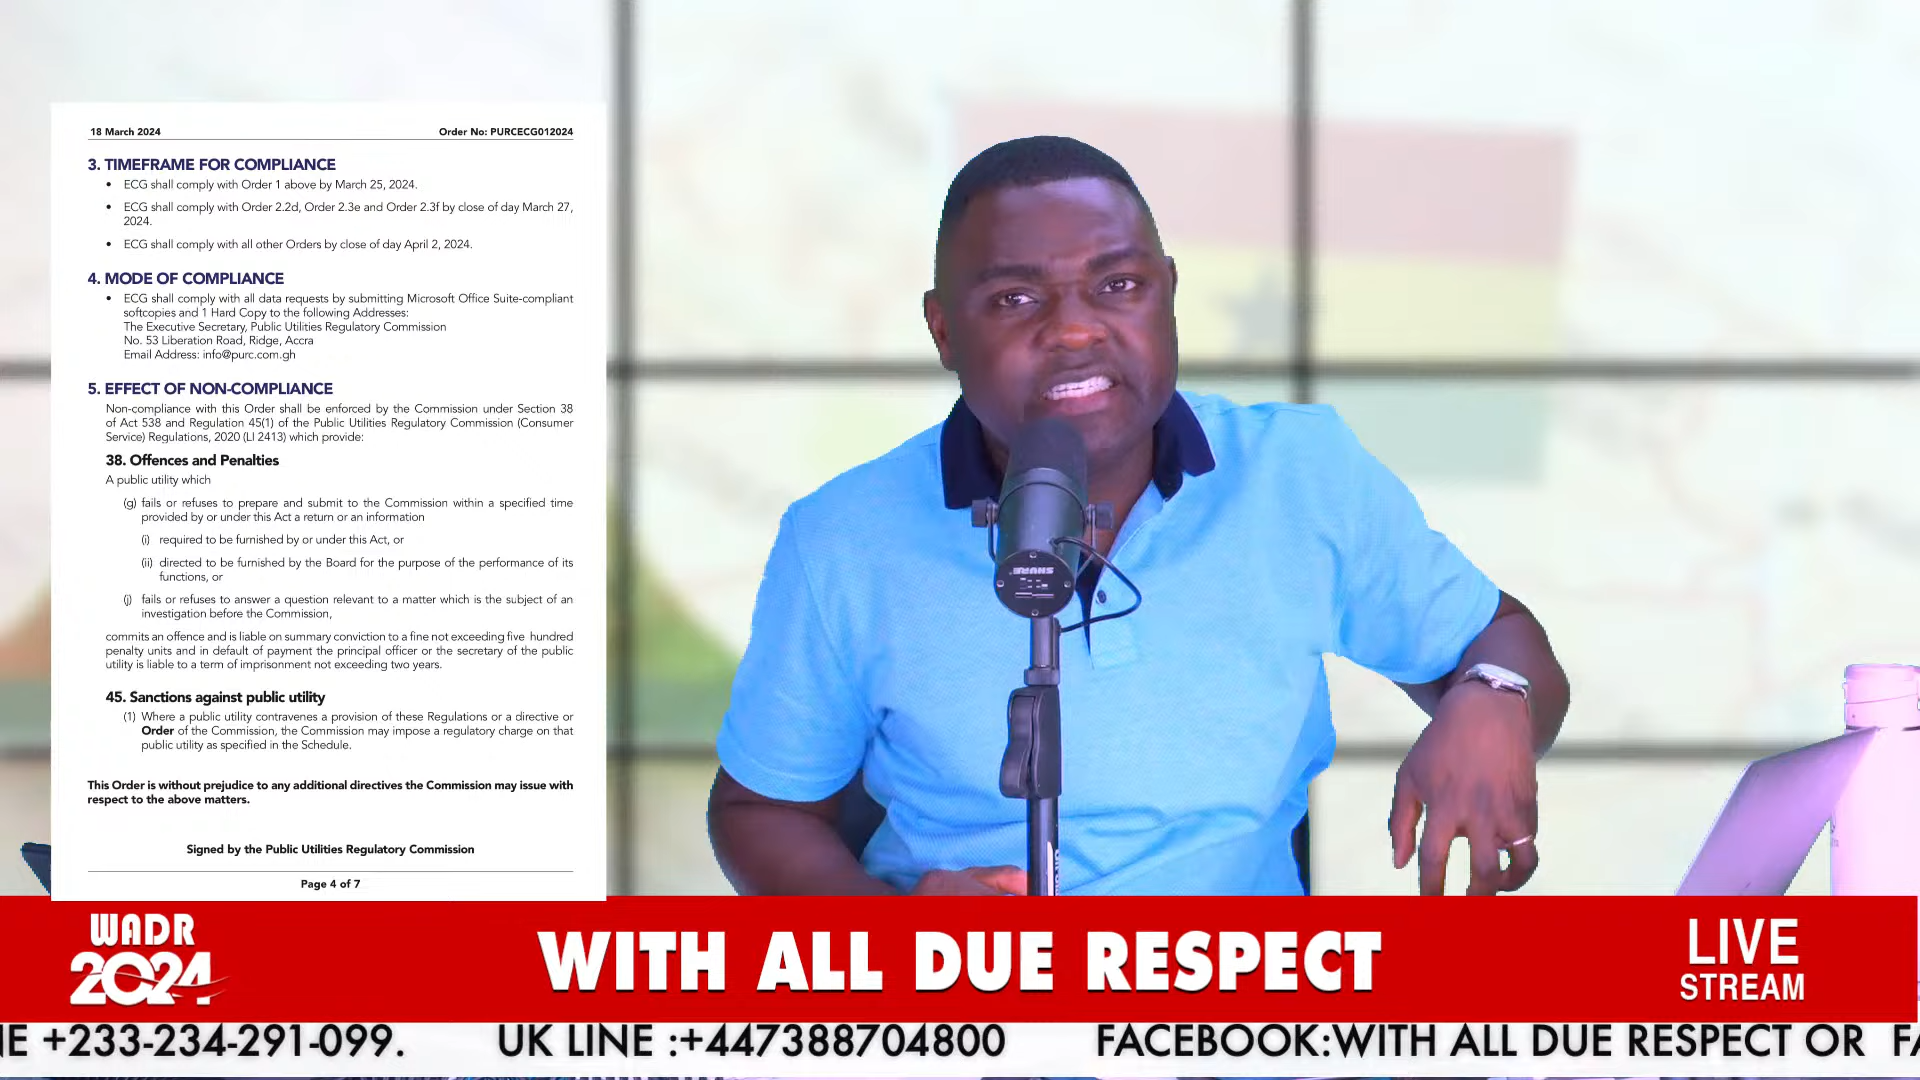 18 March 2024 Order No: PURCECG012024
3. TIMEFRAME FOR COMPLIANCE
• ECG shall comply with Order 1 above by March 25, 2024.
• ECG shall comply with Order 2.2d, Order 2.3e and Order 2.3f by close of day March 27,
2024.
• ECG shall comply with all other Orders by close of day April 2, 2024.
4. MODE OF COMPLIANCE
• ECG shall comply with all data requests by submitting Microsoft Office Suite-compliant
softcopies and 1 Hard Copy to the following Addresses:
The Executive Secretary, Public Utilities Regulatory Commission
No. 53 Liberation Road, Ridge, Accra
Email Address: info@purc.com.gh
5. EFFECT OF NON-COMPLIANCE
Non-compliance with this Order shall be enforced by the Commission under Section 38
of Act 538 and Regulation 45(1) of the Public Utilities Regulatory Commission (Consumer
Service) Regulations, 2020 (LI 2413) which provide:
38. Offences and Penalties
A public utility which
(g) fails or refuses to prepare and submit to the Commission within a specified time
provided by or under this Act a return or an information
(i) required to be furnished by or under this Act, or
(ii) directed to be furnished by the Board for the purpose of the performance of its
functions, or
(j) fails or refuses to answer a question relevant to a matter which is the subject of an
investigation before the Commission,
commits an offence and is liable on summary conviction to a fine not exceeding five hundred
penalty units and in default of payment the principal officer or the secretary of the public
utility is liable to a term of imprisonment not exceeding two years.
45. Sanctions against public utility
(1) Where a public utility contravenes a provision of these Regulations or a directive or
Order of the Commission, the Commission may impose a regulatory charge on that
public utility as specified in the Schedule.
This Order is without prejudice to any additional directives the Commission may issue with
respect to the above matters.
Signed by the Public Utilities Regulatory Commission
Page 4 of 7
SHURE
WADR
2024
WITH ALL DUE RESPECT
LIVE
STREAM
NE +233-234-291-099. UK LINE :+447388704800 FACEBOOK:WITH ALL DUE RESPECT OR FA